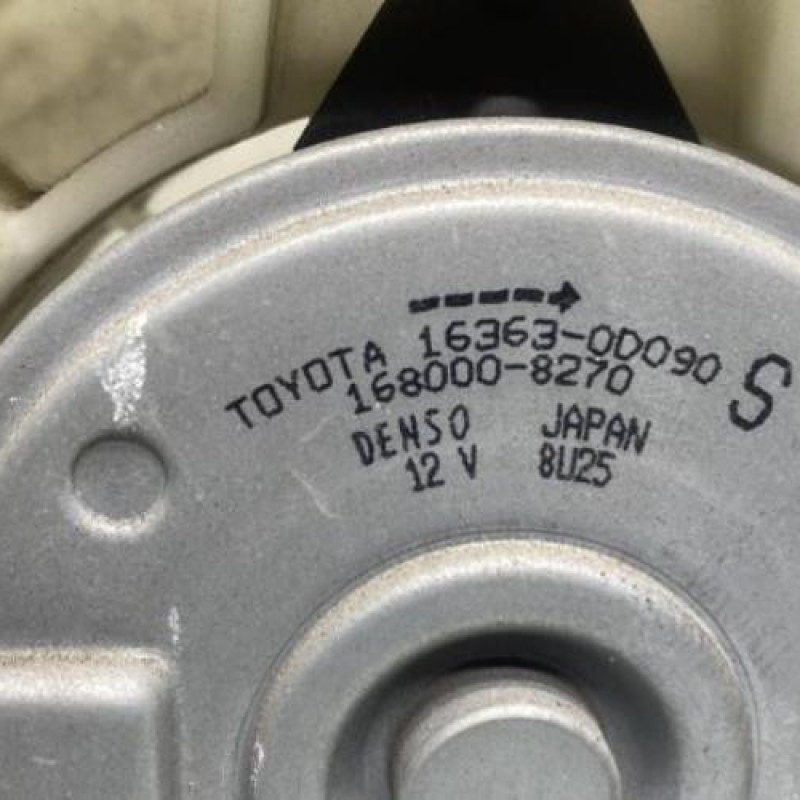 TOYOTA 16363-0D090 S
168000-8270
DENSO JAPAN
12 V 8U25